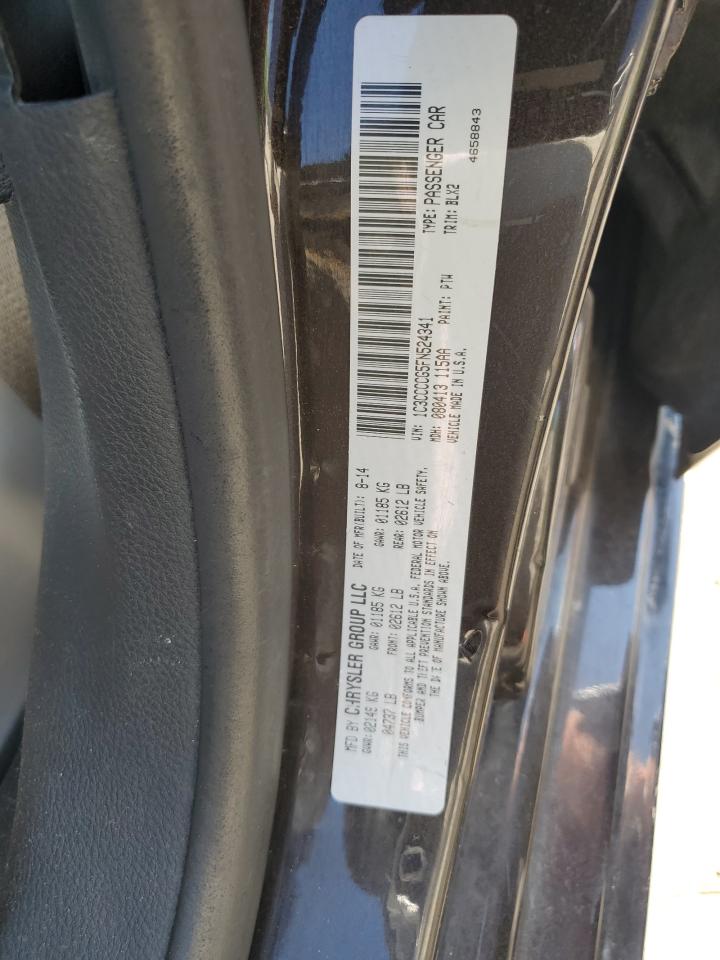 MFD BY CHRYSLER GROUP LLC DATE OF MFR(BUILT): 8-14
GVWR: 02149 KG GAWR: 01185 KG GAWR: 01185 KG
04737 LB FRONT: 02612 LB REAR: 02612 LB
THIS VEHICLE CONFORMS TO ALL APPLICABLE U.S.A. FEDERAL MOTOR VEHICLE SAFETY,
BUMPER AND THEFT PREVENTION STANDARDS IN EFFECT ON
THE DATE OF MANUFACTURE SHOWN ABOVE.
VIN: 1C3CCCCG5FN524341 TYPE: PASSENGER CAR
MDH: 080413 115AA PAINT: PTW TRIM: BLX2
VEHICLE MADE IN U.S.A. 4658843